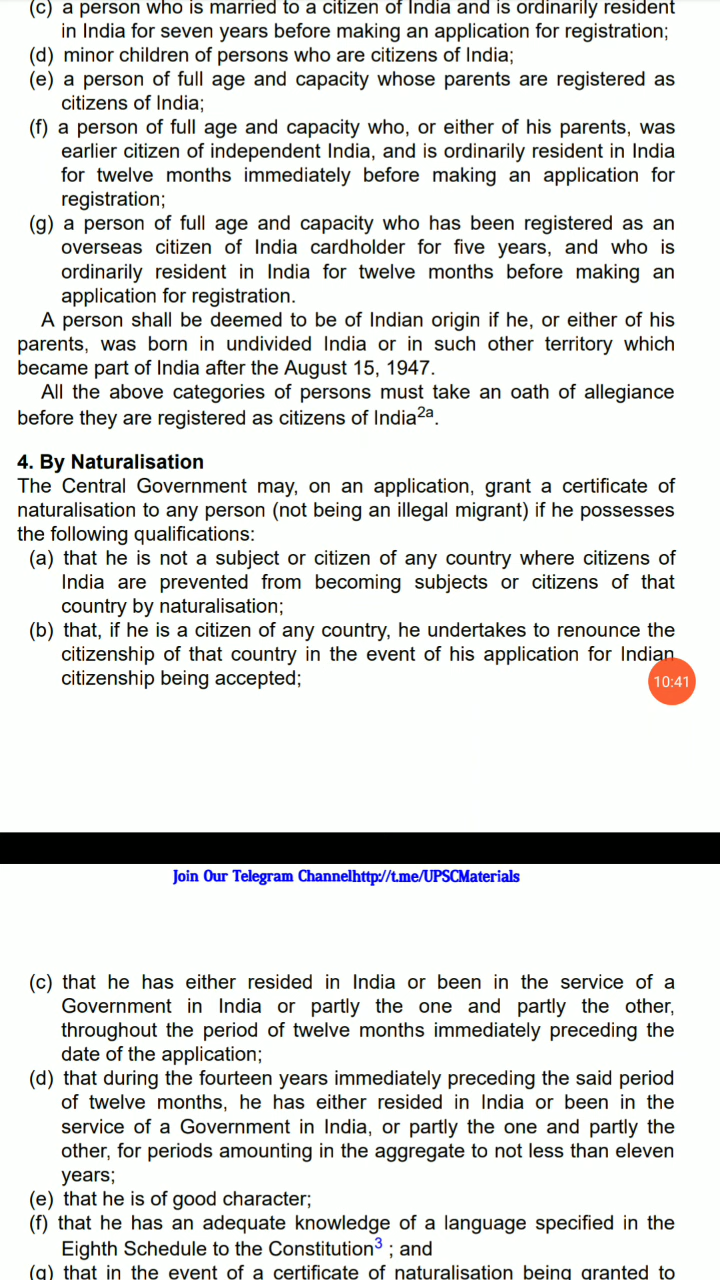 (c) a person who is married to a citizen of India and is ordinarily resident
in India for seven years before making an application for registration;
(d) minor children of persons who are citizens of India;
(e) a person of full age and capacity whose parents are registered as
citizens of India;
(f) a person of full age and capacity who, or either of his parents, was
earlier citizen of independent India, and is ordinarily resident in India
for twelve months immediately before making an application for
registration;
(g) a person of full age and capacity who has been registered as an
overseas citizen of India cardholder for five years, and who is
ordinarily resident in India for twelve months before making an
application for registration.
A person shall be deemed to be of Indian origin if he, or either of his
parents, was born in undivided India or in such other territory which
became part of India after the August 15, 1947.
All the above categories of persons must take an oath of allegiance
before they are registered as citizens of India2a.
4. By Naturalisation
The Central Government may, on an application, grant a certificate of
naturalisation to any person (not being an illegal migrant) if he possesses
the following qualifications:
(a) that he is not a subject or citizen of any country where citizens of
India are prevented from becoming subjects or citizens of that
country by naturalisation;
(b) that, if he is a citizen of any country, he undertakes to renounce the
citizenship of that country in the event of his application for Indian
citizenship being accepted;
10:41
Join Our Telegram Channelhttp://t.me/UPSCMaterials
(c) that he has either resided in India or been in the service of a
Government in India or partly the one and partly the other,
throughout the period of twelve months immediately preceding the
date of the application;
(d) that during the fourteen years immediately preceding the said period
of twelve months, he has either resided in India or been in the
service of a Government in India, or partly the one and partly the
other, for periods amounting in the aggregate to not less than eleven
years;
(e) that he is of good character;
(f) that he has an adequate knowledge of a language specified in the
Eighth Schedule to the Constitution3 ; and
(g) that in the event of a certificate of naturalisation being granted to